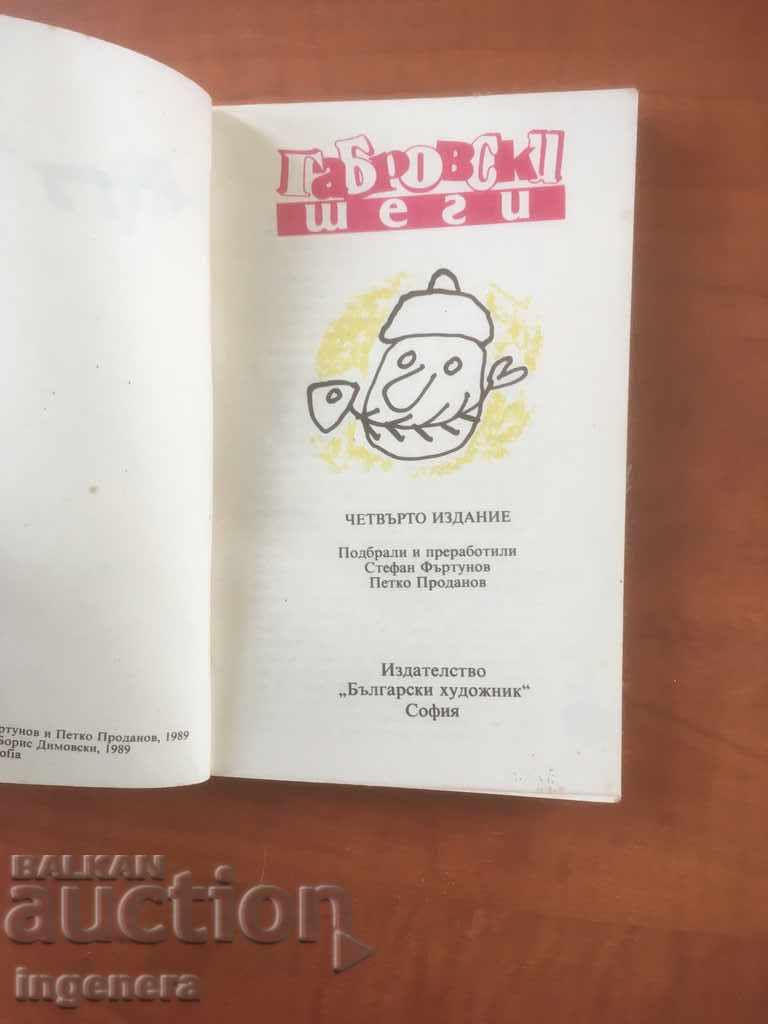 Габровски
шеги
ЧЕТВЪРТО ИЗДАНИЕ
Подбрали и преработили
Стефан Фъртунов
Петко Проданов
Издателство
„Български художник“
София
ртунов и Петко Проданов, 1989
Борис Димовски, 1989
ofia
BALKAN
auction
ingenera